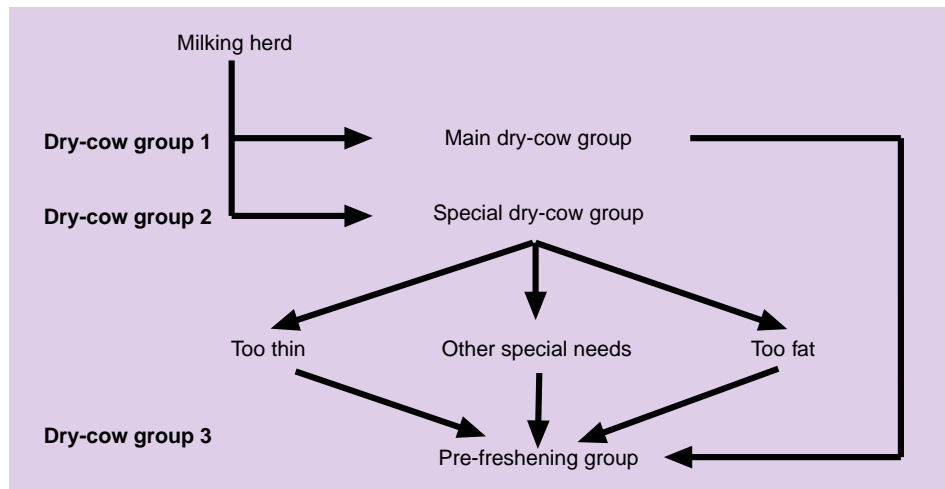 Milking herd
Dry-cow group 1
Main dry-cow group
Dry-cow group 2
Special dry-cow group
Too thin
Other special needs
Too fat
Dry-cow group 3
Pre-freshening group